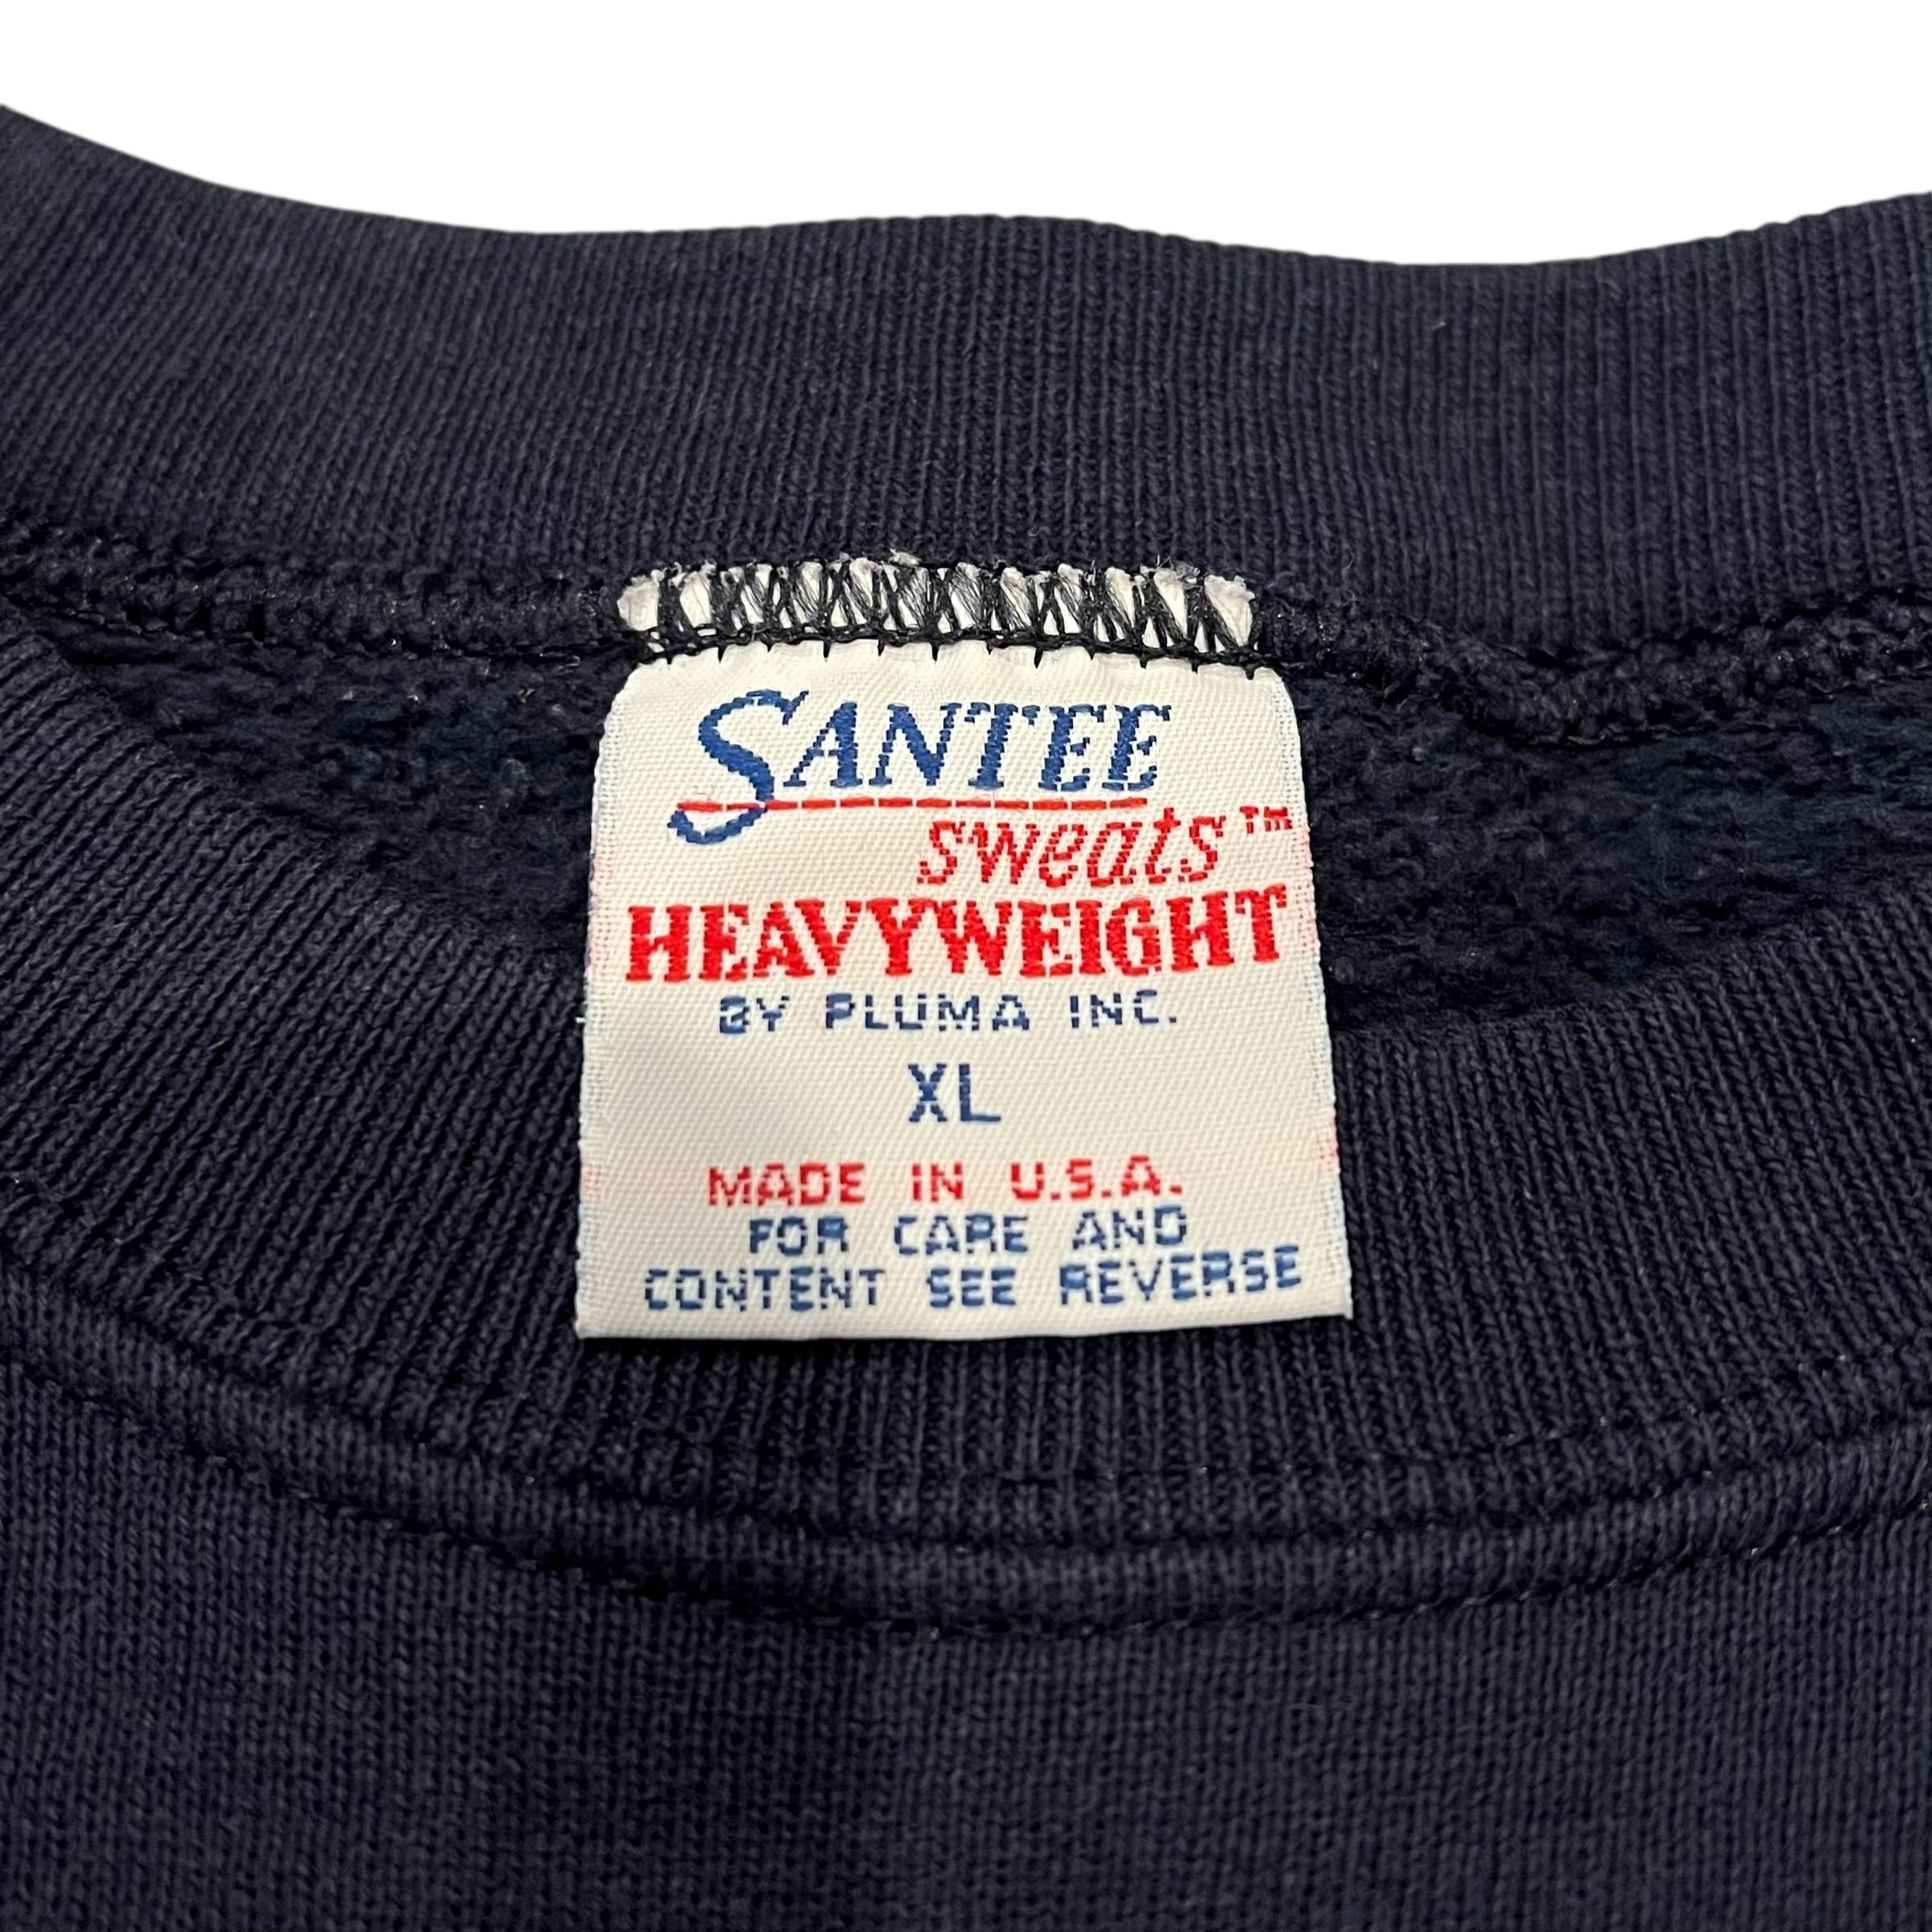 SANTEE
sweats™
HEAVYWEIGHT
BY PLUMA INC.
XL
MADE IN U.S.A.
FOR CARE AND
CONTENT SEE REVERSE